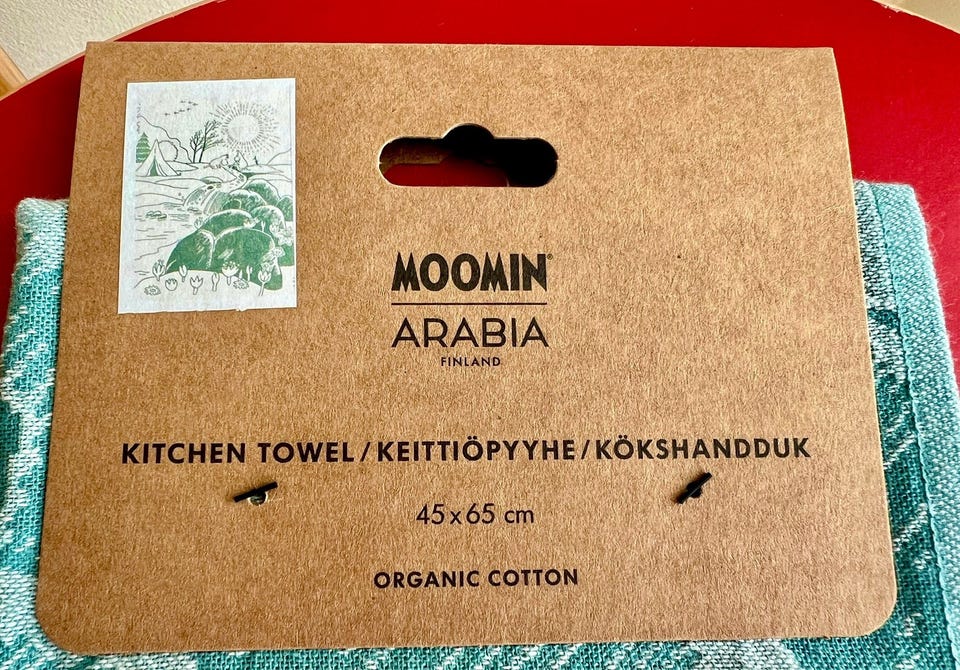 MOOMIN®
ARABIA
FINLAND
KITCHEN TOWEL/KEITTIÖPYYHE/KÖKSHANDDUK
45 x 65 cm
ORGANIC COTTON